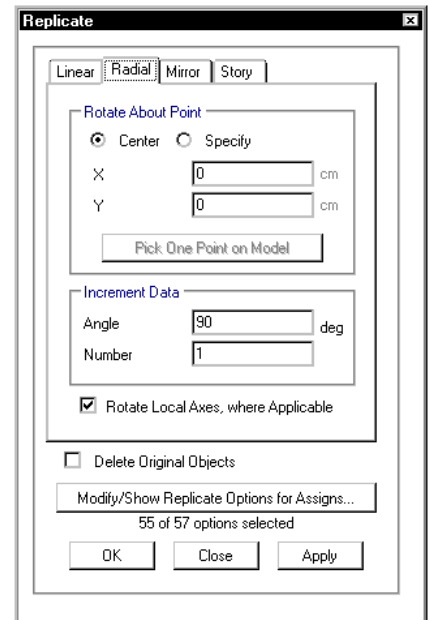 Replicate
Linear Radial Mirror Story
Rotate About Point
Center Specify
X 0 cm
Y 0 cm
Pick One Point on Model
Increment Data
Angle 90 deg
Number 1
Rotate Local Axes, where Applicable
Delete Original Objects
Modify/Show Replicate Options for Assigns...
55 of 57 options selected
OK Close Apply